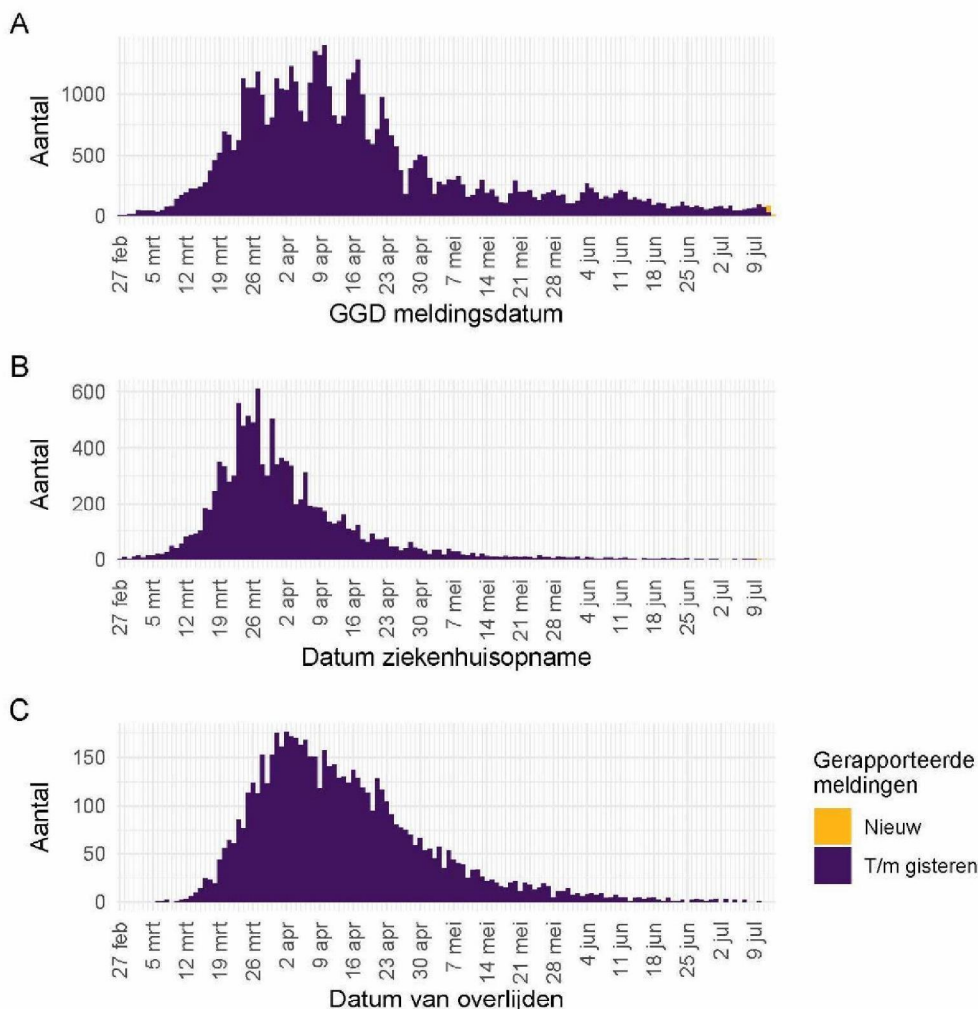 A
Aantal
1000
500
0
27 feb
5 mrt
12 mrt
19 mrt
26 mrt
2 apr
9 apr
16 apr
23 apr
30 apr
7 mei
14 mei
21 mei
28 mei
4 jun
11 jun
18 jun
25 jun
2 jul
9 jul
GGD meldingsdatum
B
Aantal
600
400
200
0
27 feb
5 mrt
12 mrt
19 mrt
26 mrt
2 apr
9 apr
16 apr
23 apr
30 apr
7 mei
14 mei
21 mei
28 mei
4 jun
11 jun
18 jun
25 jun
2 jul
9 jul
Datum ziekenhuisopname
C
Aantal
150
100
50
0
27 feb
5 mrt
12 mrt
19 mrt
26 mrt
2 apr
9 apr
16 apr
23 apr
30 apr
7 mei
14 mei
21 mei
28 mei
4 jun
11 jun
18 jun
25 jun
2 jul
9 jul
Datum van overlijden
Gerapporteerde
meldingen
Nieuw
T/m gisteren